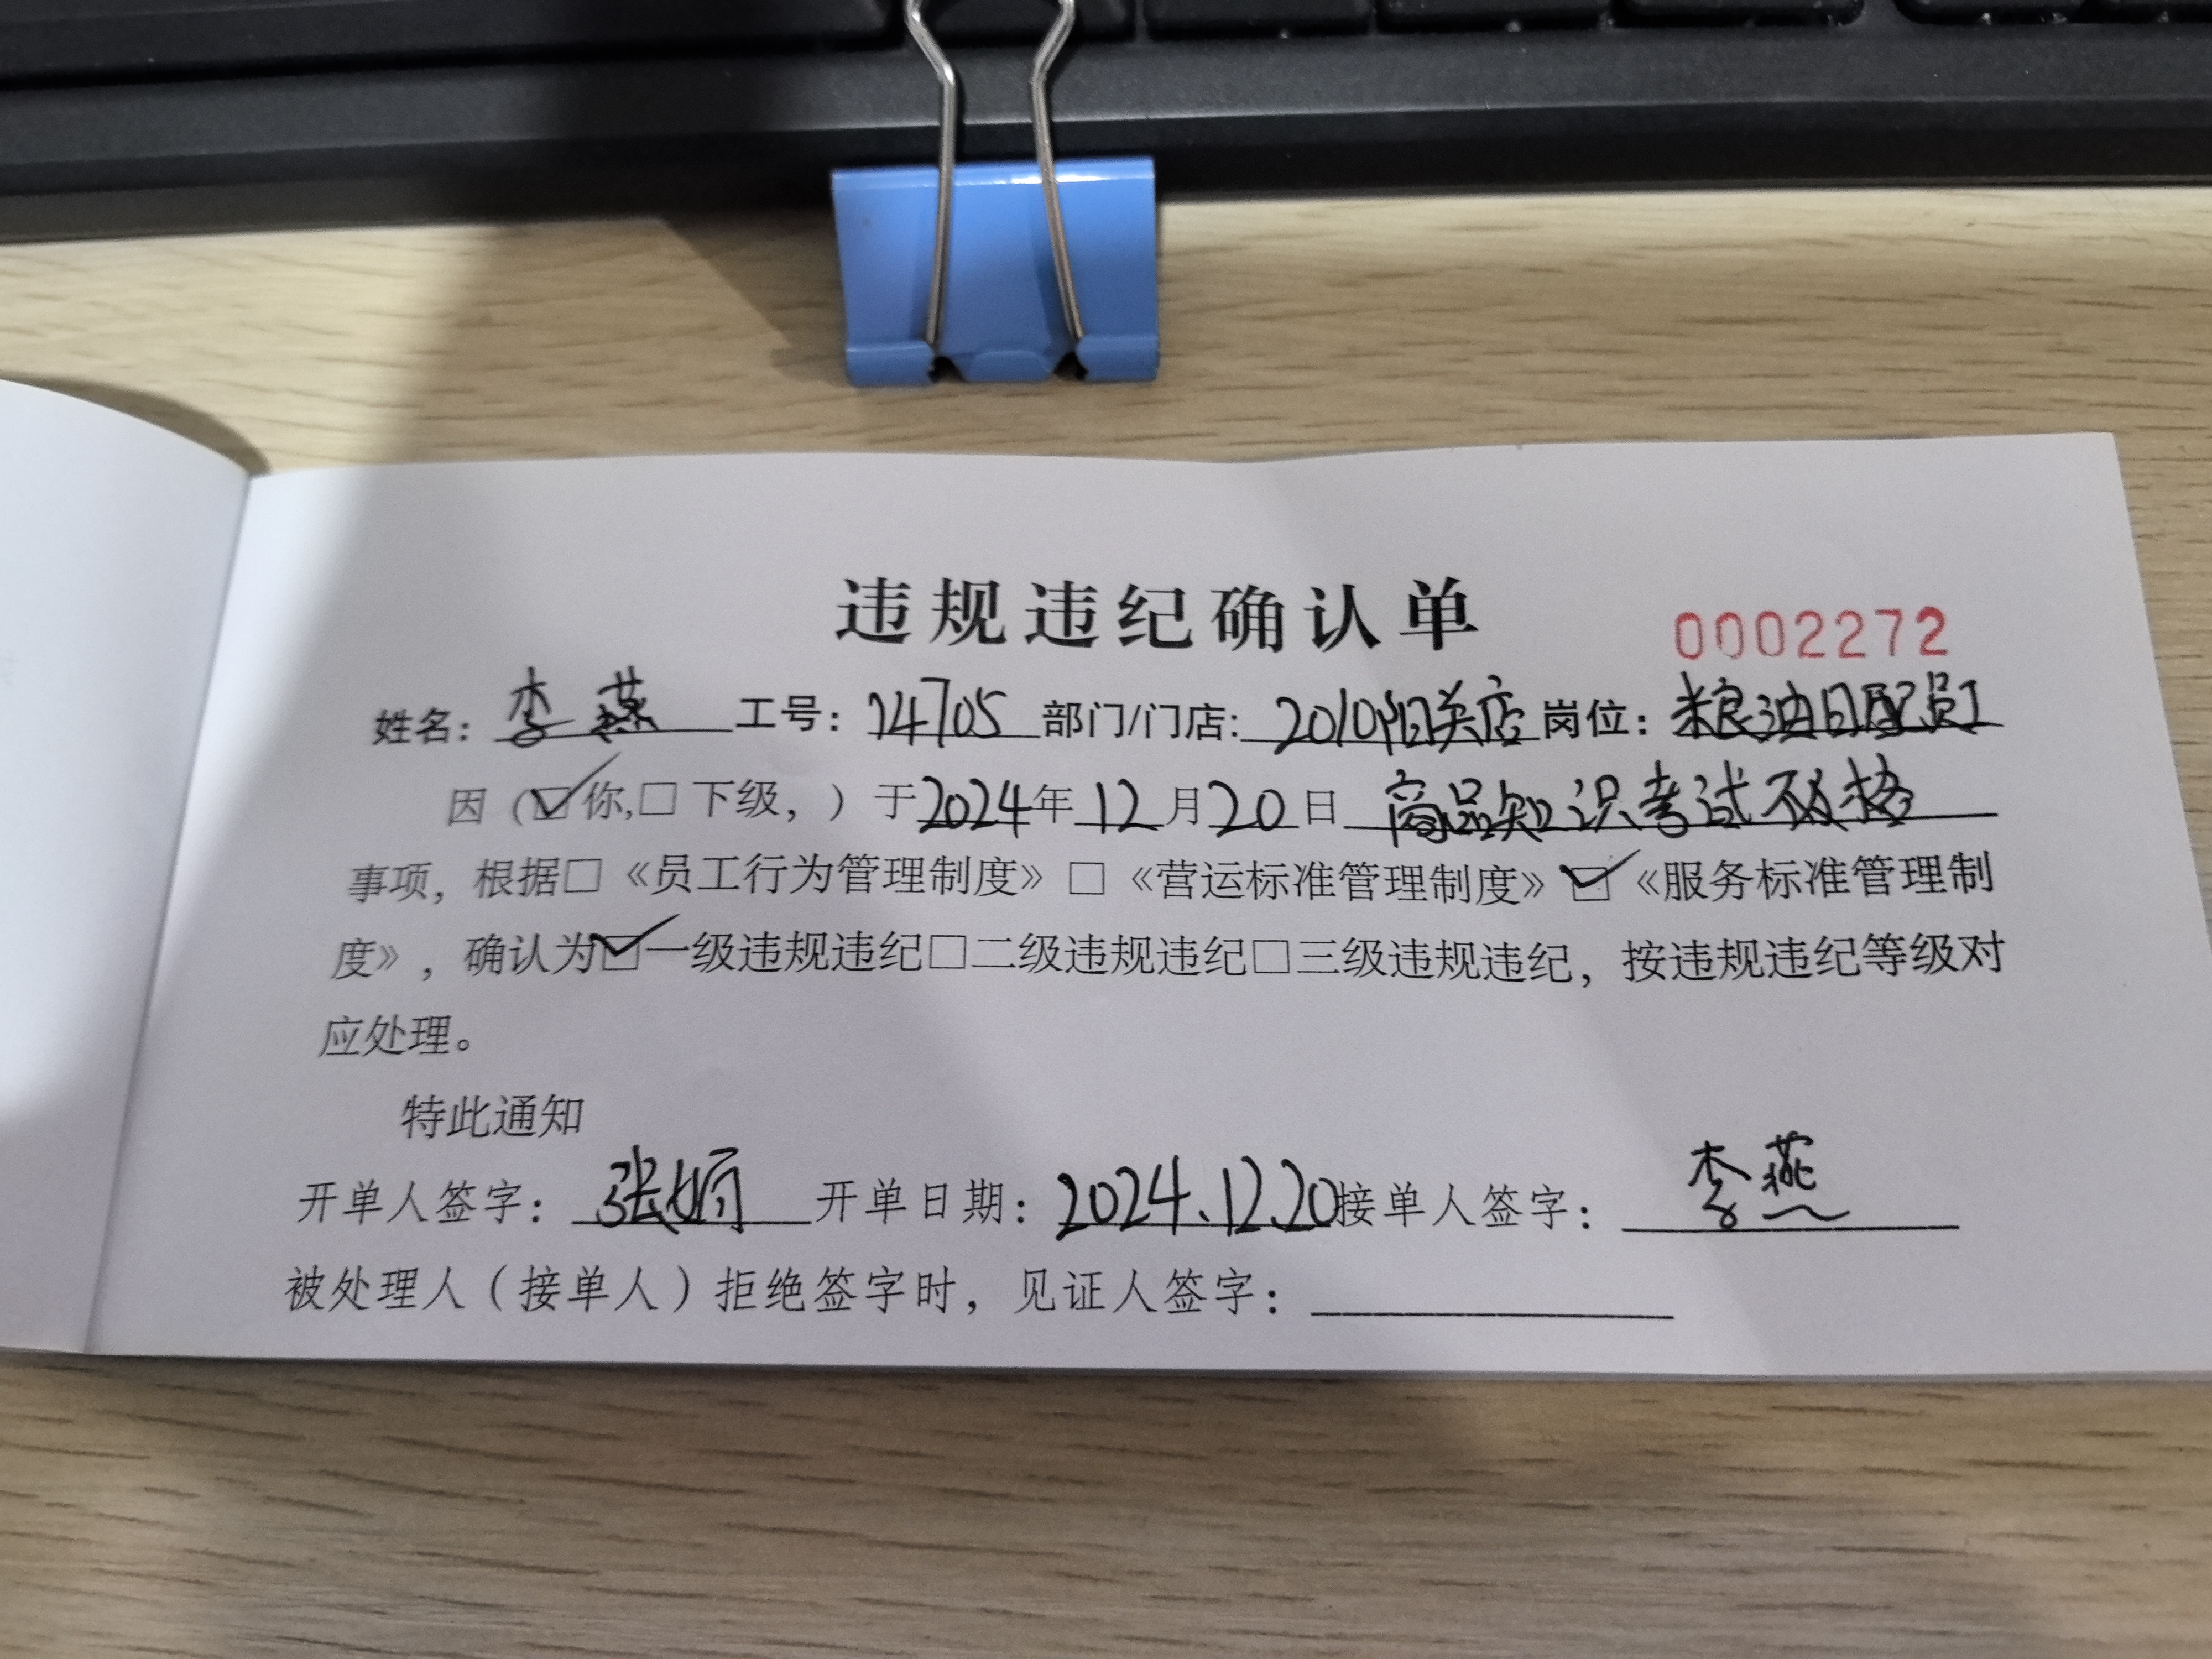 违规违纪确认单
0002272
姓名：李燕 工号：14705 部门/门店: 2010阳关店 岗位：粮油日配员工
因（☑你,□下级，）于2024年12月20日 商品知识考试不及格
事项，根据□《员工行为管理制度》□《营运标准管理制度》☑《服务标准管理制
度》，确认为☑一级违规违纪□二级违规违纪□三级违规违纪，按违规违纪等级对
应处理。
特此通知
开单人签字：张娟 开单日期：2024.12.20接单人签字：李燕
被处理人（接单人）拒绝签字时，见证人签字：